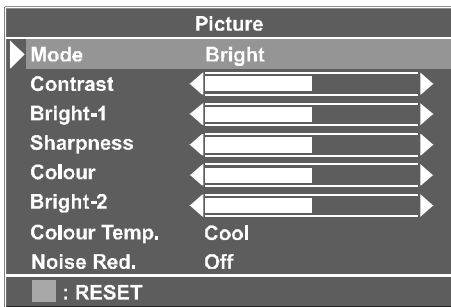 Picture
Mode Bright
Contrast
Bright-1
Sharpness
Colour
Bright-2
Colour Temp. Cool
Noise Red. Off
: RESET